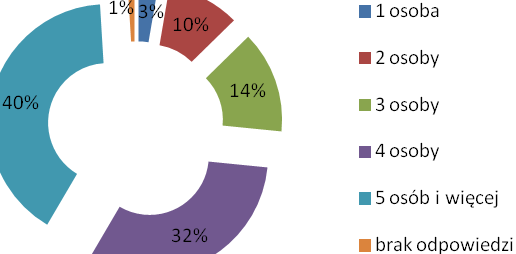 1%
3%
10%
14%
32%
40%
1 osoba
2 osoby
3 osoby
4 osoby
5 osób i więcej
brak odpowiedzi